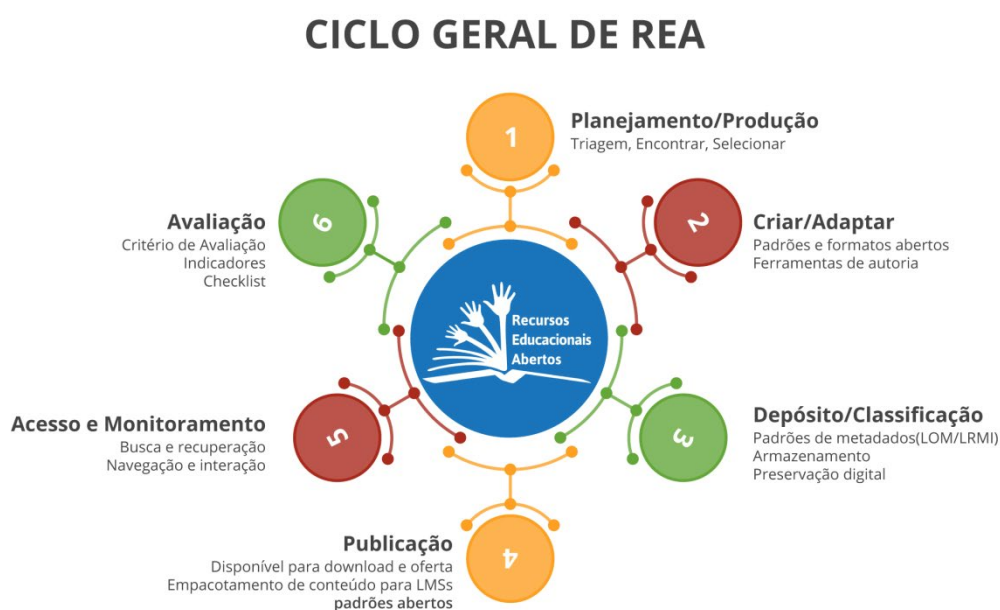 CICLO GERAL DE REA
1
Planejamento/Produção
Triagem, Encontrar, Selecionar
2
Criar/Adaptar
Padrões e formatos abertos
Ferramentas de autoria
3
Depósito/Classificação
Padrões de metadados(LOM/LRMI)
Armazenamento
Preservação digital
4
Publicação
Disponível para download e oferta
Empacotamento de conteúdo para LMSs
padrões abertos
5
Acesso e Monitoramento
Busca e recuperação
Navegação e interação
6
Avaliação
Critério de Avaliação
Indicadores
Checklist
Recursos
Educacionais
Abertos